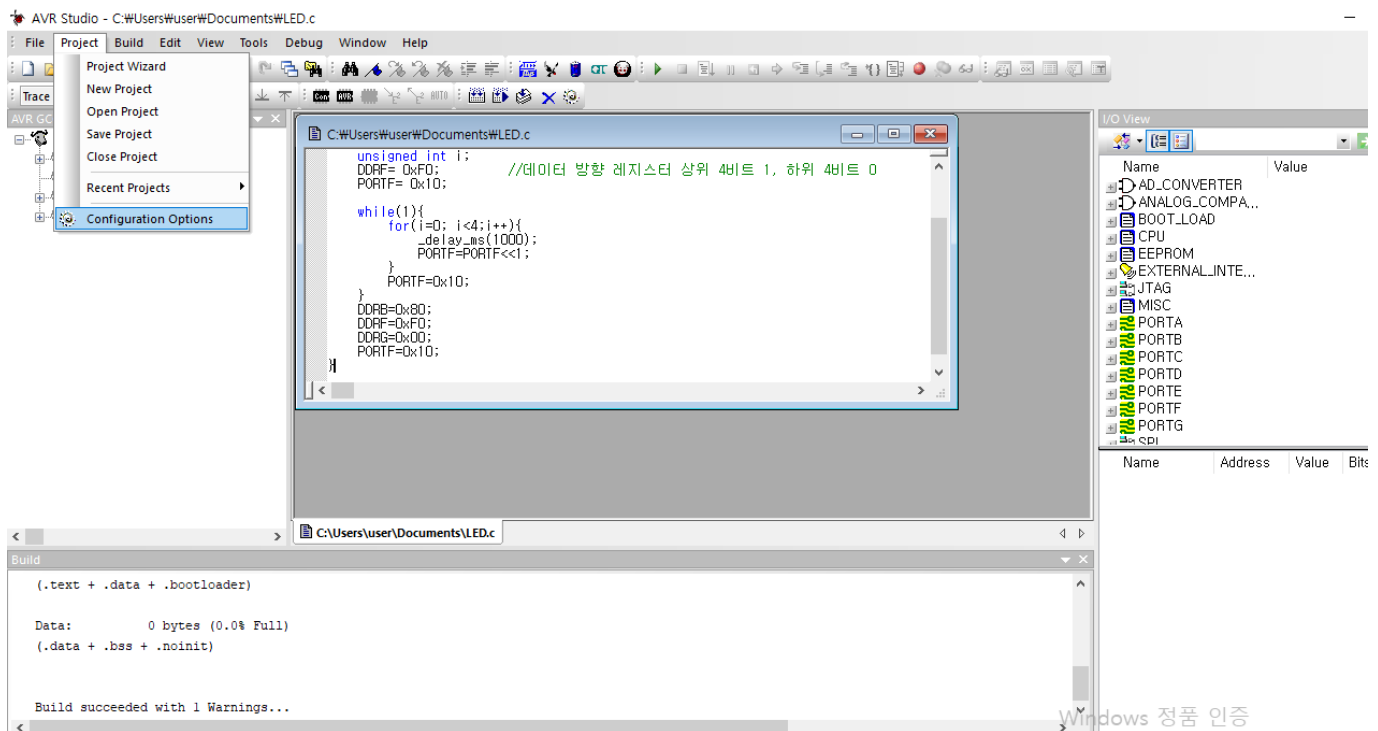 AVR Studio - C:₩Users₩user₩Documents₩LED.c
File Project Build Edit View Tools Debug Window Help
Project Wizard
New Project
Open Project
Save Project
Close Project
Recent Projects
Configuration Options
Trace
Con AVR AUTO
AVR GC
C:₩Users₩user₩Documents₩LED.c
unsigned int i;
DDRF= 0xF0; //데이터 방향 레지스터 상위 4비트 1, 하위 4비트 0
PORTF= 0x10;
while(1){
for(i=0; i<4;i++){
_delay_ms(1000);
PORTF=PORTF<<1;
}
PORTF=0x10;
}
DDRB=0x80;
DDRF=0xF0;
DDRG=0x00;
PORTF=0x10;
}
C:\Users\user\Documents\LED.c
I/O View
Name Value
AD_CONVERTER
ANALOG_COMPA...
BOOT_LOAD
CPU
EEPROM
EXTERNAL_INTE...
JTAG
MISC
PORTA
PORTB
PORTC
PORTD
PORTE
PORTF
PORTG
SPI
Name Address Value Bits
Build
(.text + .data + .bootloader)
Data: 0 bytes (0.0% Full)
(.data + .bss + .noinit)
Build succeeded with 1 Warnings...
Windows 정품 인증